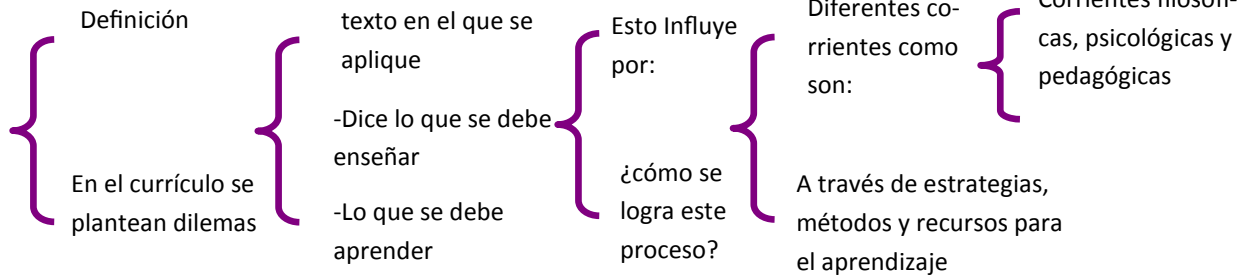 Definición
En el currículo se
plantean dilemas
texto en el que se
aplique
-Dice lo que se debe
enseñar
-Lo que se debe
aprender
Esto Influye
por:
¿cómo se
logra este
proceso?
Diferentes co-
rrientes como
son:
A través de estrategias,
métodos y recursos para
el aprendizaje
Corrientes filosófi-
cas, psicológicas y
pedagógicas